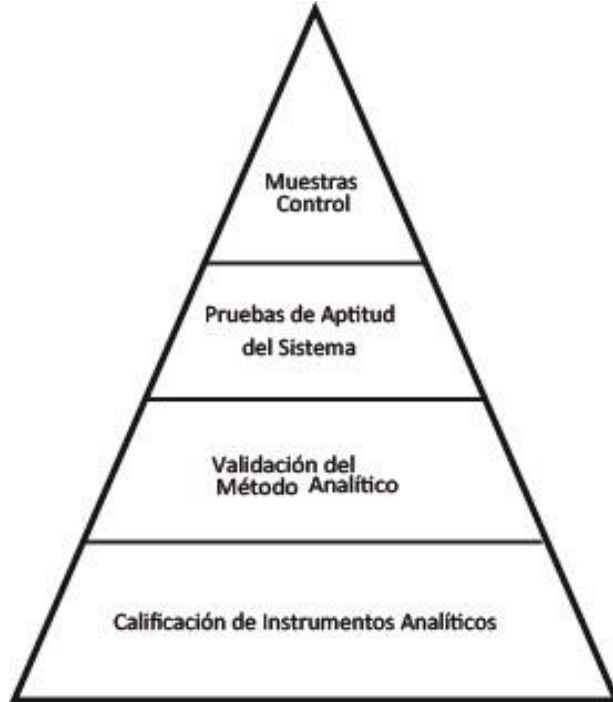 Muestras
Control
Pruebas de Aptitud
del Sistema
Validación del
Método Analítico
Calificación de Instrumentos Analíticos